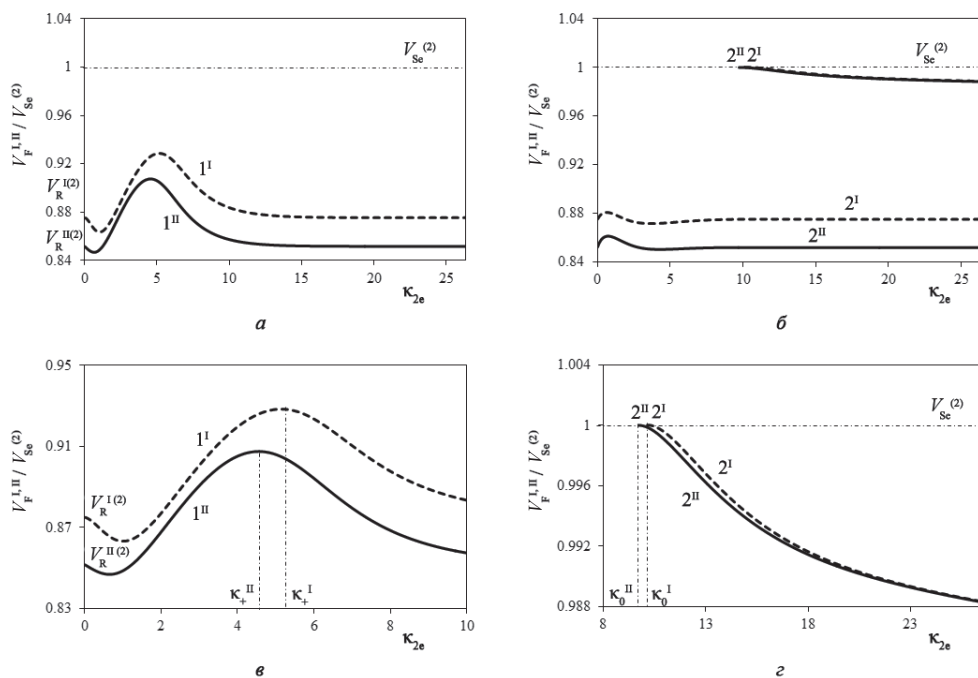 1.04
V_Se^(2)
1
V_F^I,II / V_Se^(2)
0.96
0.92
1^I
V_R^I(2)
0.88
1^II
V_R^II(2)
0.84
0 5 10 15 20 25
κ_2e
а
1.04
2^II 2^I
V_Se^(2)
1
V_F^I,II / V_Se^(2)
0.96
0.92
2^I
0.88
2^II
0.84
0 5 10 15 20 25
κ_2e
б
0.95
V_F^I,II / V_Se^(2)
0.91
1^I
V_R^I(2)
1^II
0.87
V_R^II(2)
κ_+^II κ_+^I
0.83
0 2 4 6 8 10
κ_2e
в
1.004
2^II 2^I
V_Se^(2)
1
V_F^I,II / V_Se^(2)
0.996
2^I
2^II
0.992
κ_0^II κ_0^I
0.988
8 13 18 23
κ_2e
г